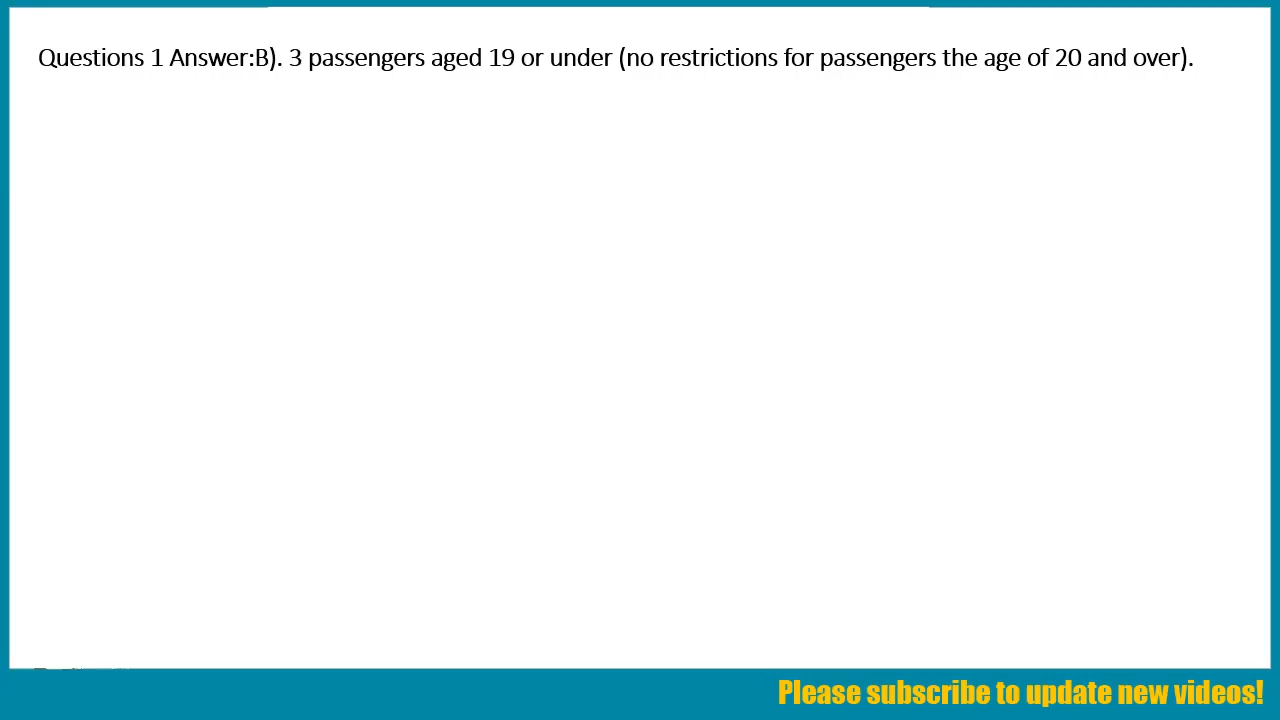 Questions 1 Answer:B). 3 passengers aged 19 or under (no restrictions for passengers the age of 20 and over).
Please subscribe to update new videos!